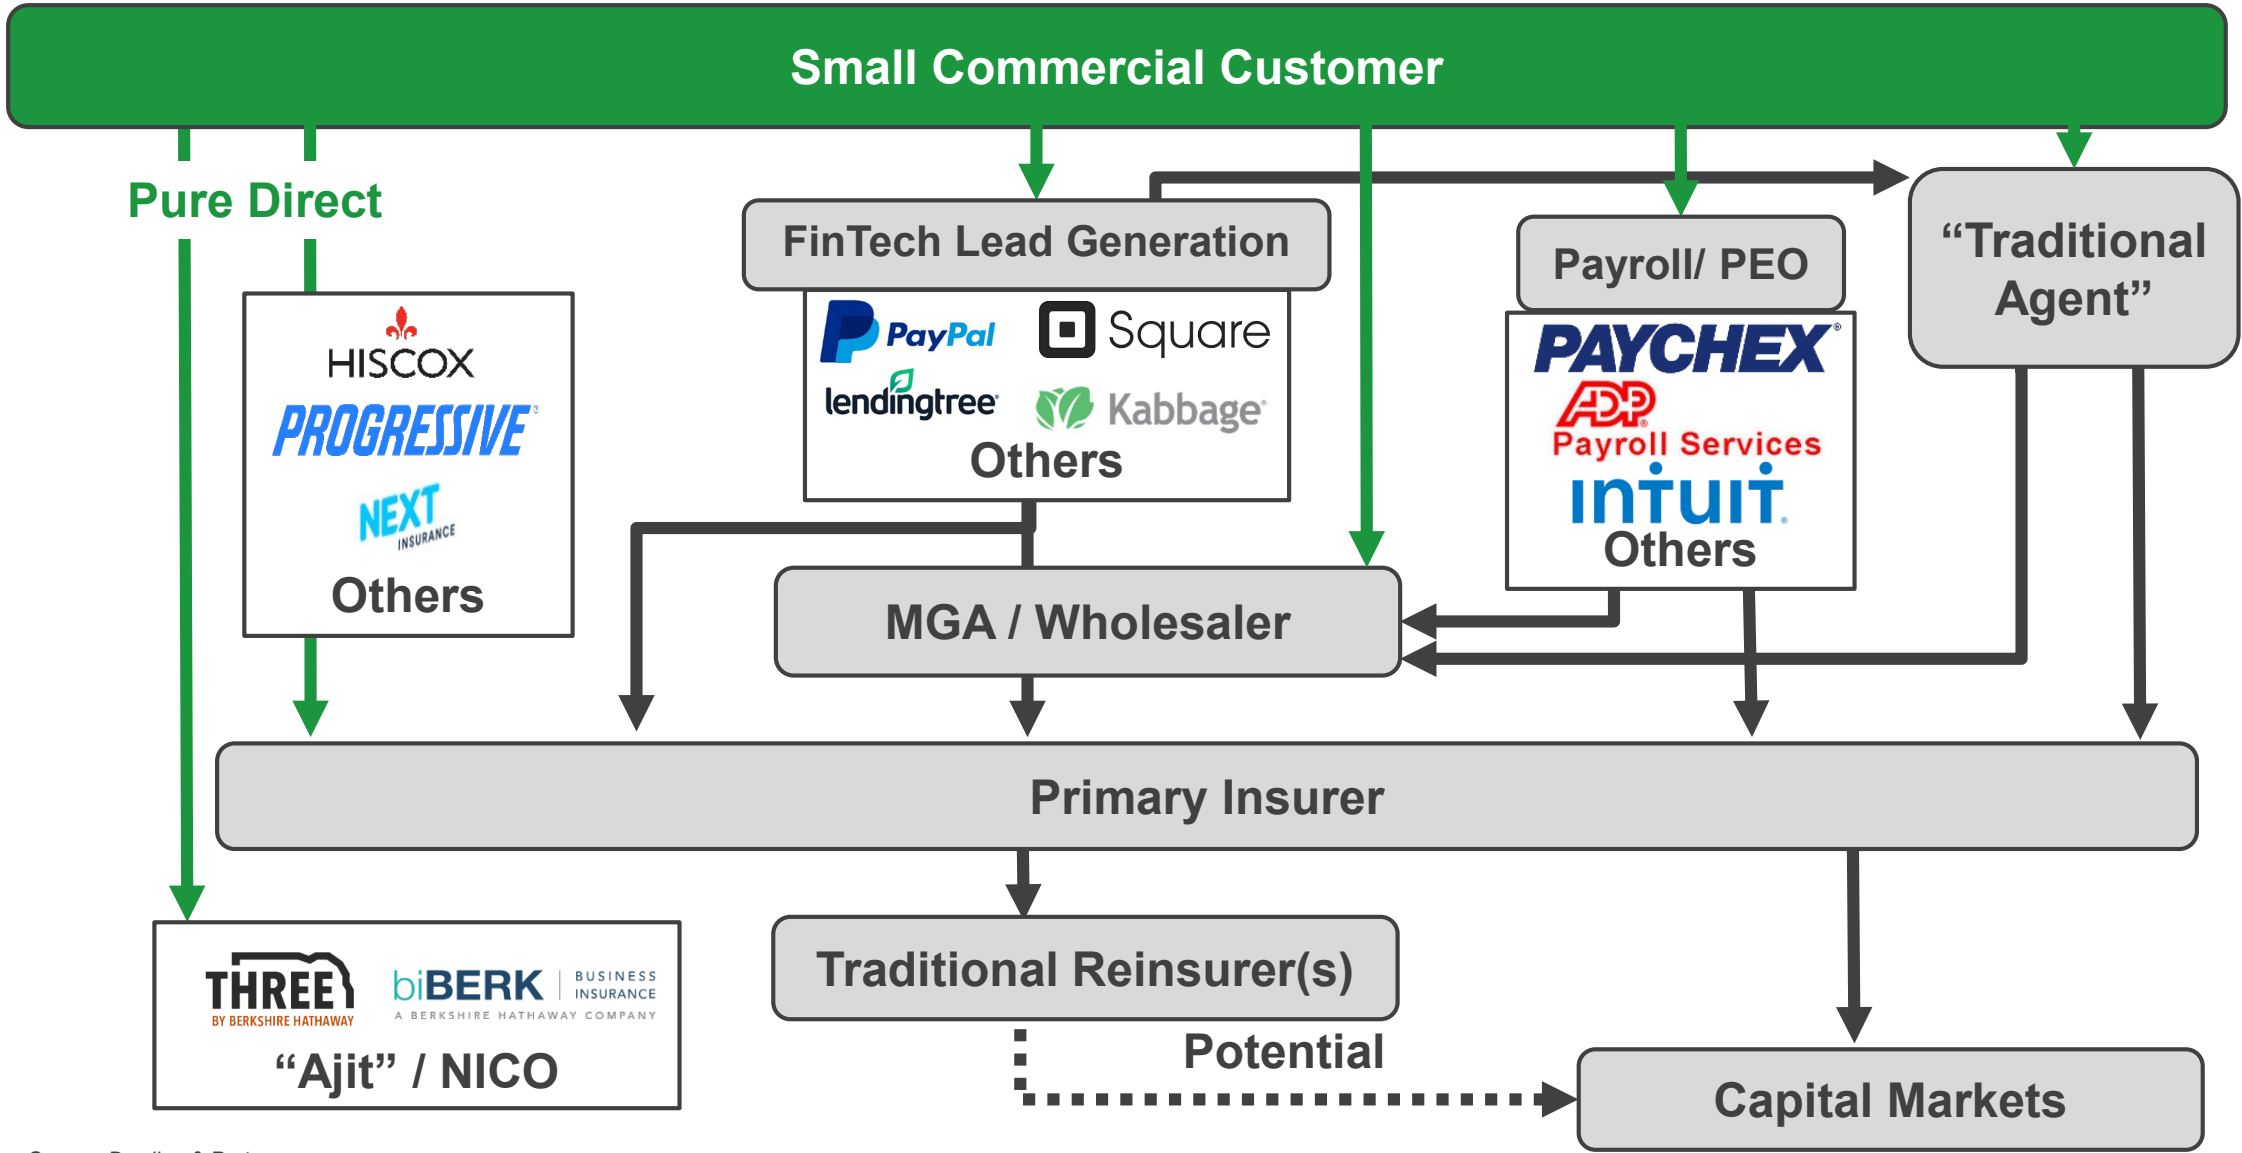 Small Commercial Customer
Pure Direct
FinTech Lead Generation
Payroll/ PEO
“Traditional
Agent”
HISCOX
PROGRESSIVE
NEXT
INSURANCE
Others
PayPal
Square
lendingtree
Kabbage
Others
PAYCHEX
ADP
Payroll Services
INTUIT
Others
MGA / Wholesaler
Primary Insurer
THREE
BY BERKSHIRE HATHAWAY
biBERK
BUSINESS
INSURANCE
A BERKSHIRE HATHAWAY COMPANY
“Ajit” / NICO
Traditional Reinsurer(s)
Potential
Capital Markets